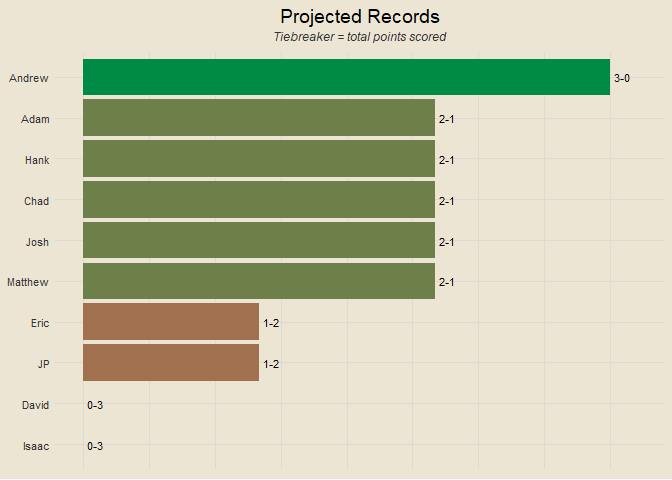 Projected Records
Tiebreaker = total points scored
Andrew 3-0
Adam 2-1
Hank 2-1
Chad 2-1
Josh 2-1
Matthew 2-1
Eric 1-2
JP 1-2
David 0-3
Isaac 0-3